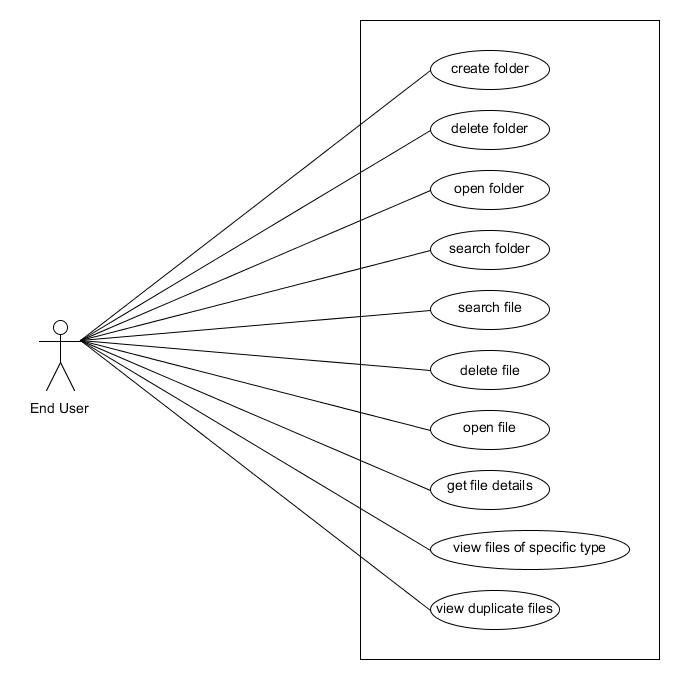 create folder
delete folder
open folder
search folder
search file
delete file
End User
open file
get file details
view files of specific type
view duplicate files